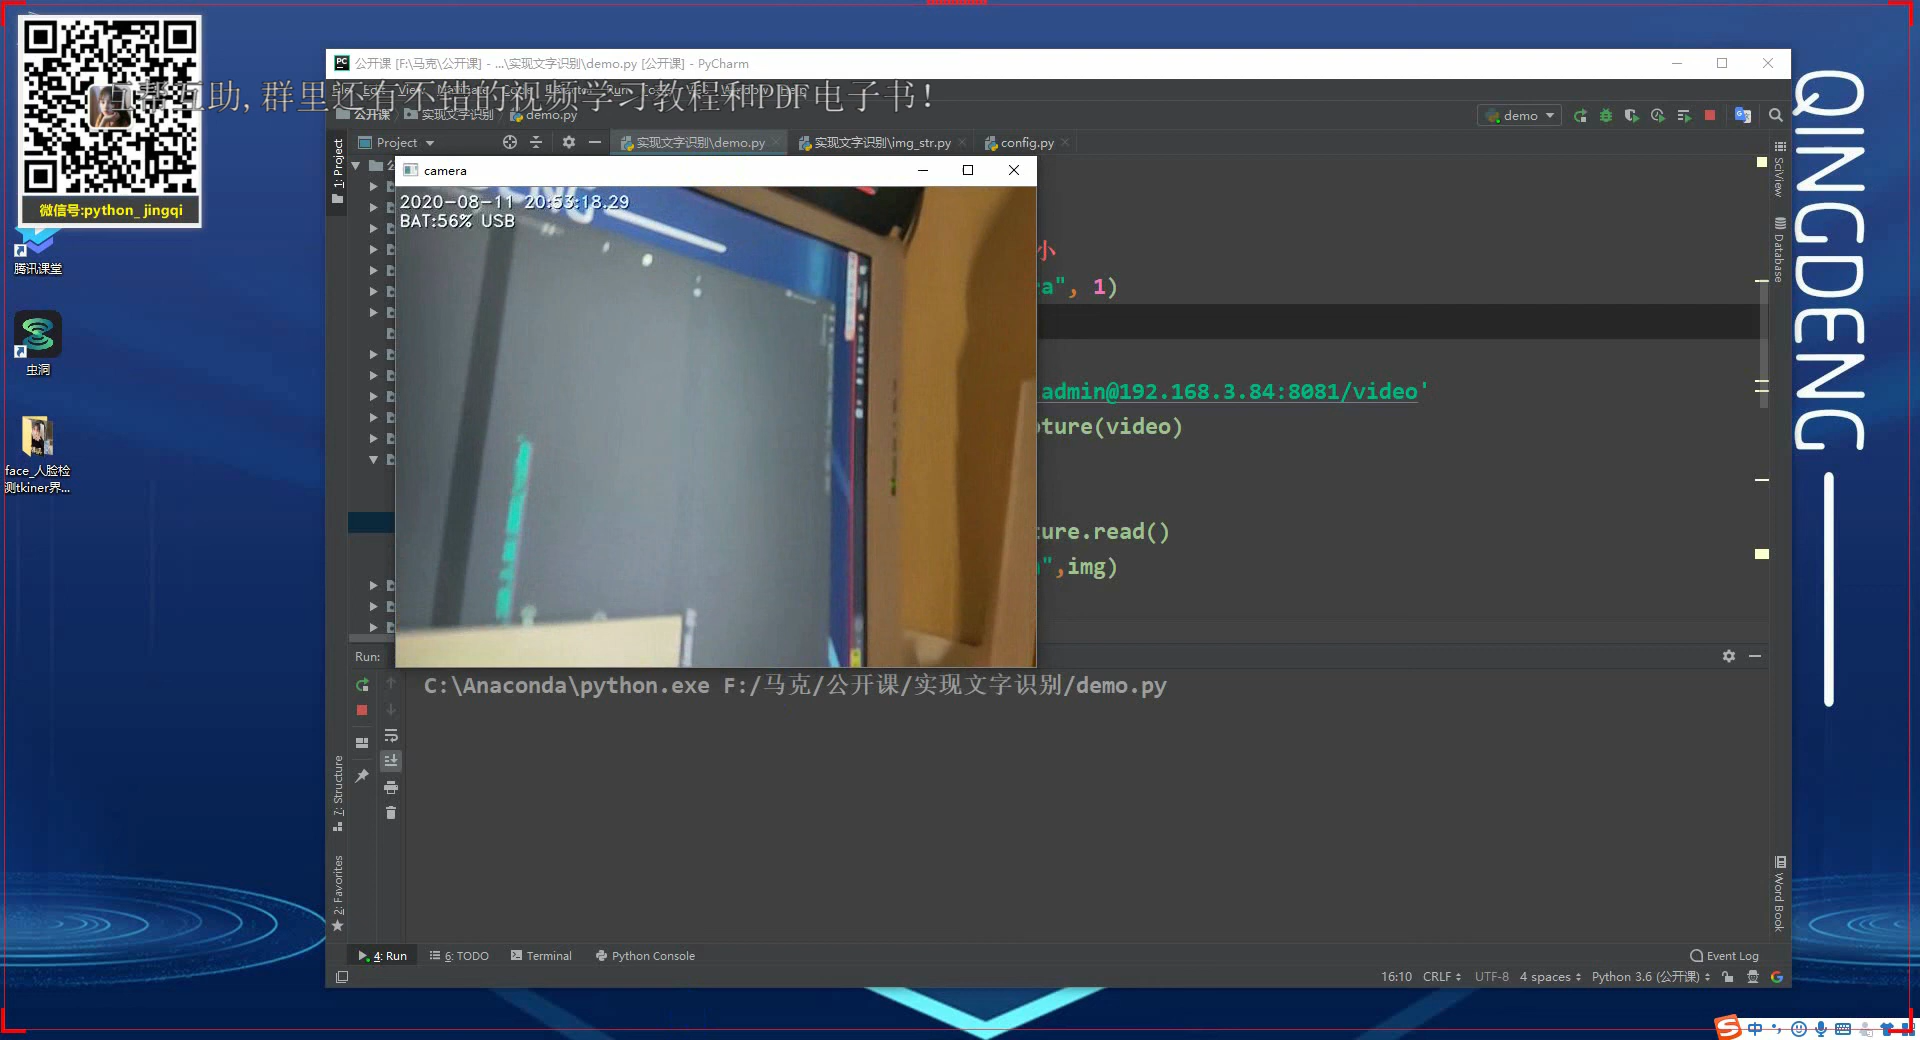 微信号:python_ jingqi
互帮互助,群里还有不错的视频学习教程和PDF电子书!
腾讯课堂
虫洞
face_人脸检
测tkiner界...
QINGDENG
公开课 [F:\马克\公开课] - ...\实现文字识别\demo.py [公开课] - PyCharm
公开课
实现文字识别
demo.py
demo
Project
实现文字识别\demo.py
实现文字识别\img_str.py
config.py
1: Project
SciView
Database
camera
2020-08-11 20:53:18.29
BAT:56% USB
小
ra", 1)
admin@192.168.3.84:8081/video'
pture(video)
ture.read()
",img)
Run:
C:\Anaconda\python.exe F:/马克/公开课/实现文字识别/demo.py
7: Structure
2: Favorites
Word Book
4: Run
6: TODO
Terminal
Python Console
Event Log
16:10
CRLF
UTF-8
4 spaces
Python 3.6 (公开课)
中